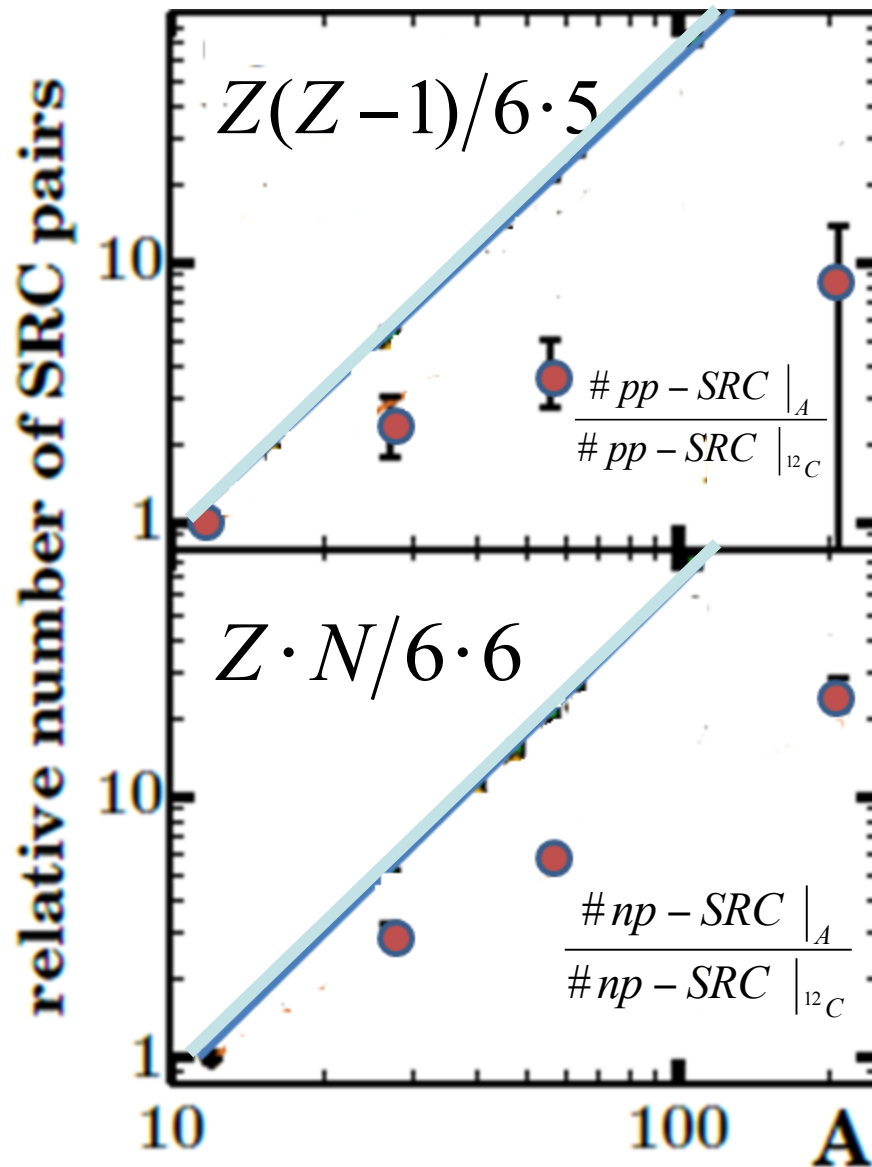 relative number of SRC pairs
Z(Z−1)/6·5
10
1
# pp − SRC |A
# pp − SRC |12C
Z·N/6·6
10
1
#np − SRC |A
#np − SRC |12C
10 100 A